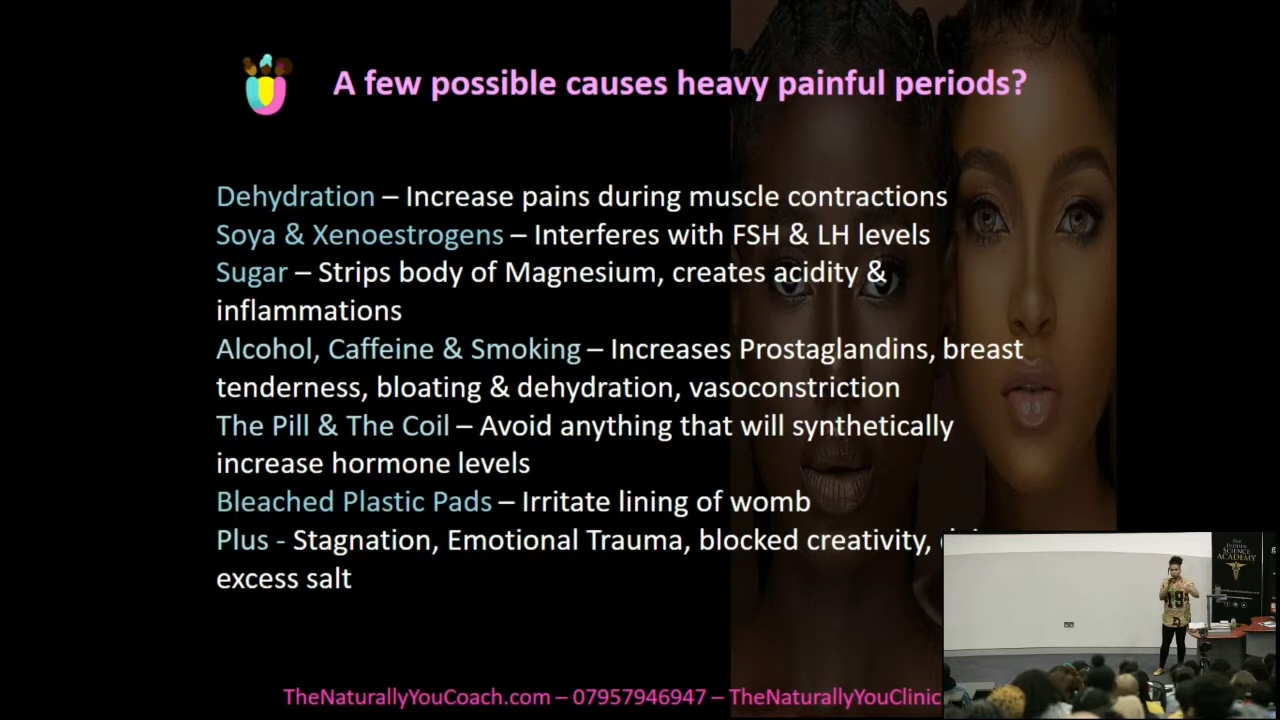 A few possible causes heavy painful periods?
Dehydration – Increase pains during muscle contractions
Soya & Xenoestrogens – Interferes with FSH & LH levels
Sugar – Strips body of Magnesium, creates acidity &
inflammations
Alcohol, Caffeine & Smoking – Increases Prostaglandins, breast
tenderness, bloating & dehydration, vasoconstriction
The Pill & The Coil – Avoid anything that will synthetically
increase hormone levels
Bleached Plastic Pads – Irritate lining of womb
Plus - Stagnation, Emotional Trauma, blocked creativity,
excess salt
SCIENCE
ACADEMY
19
TheNaturallyYouCoach.com – 07957946947 – TheNaturallyYouClinic